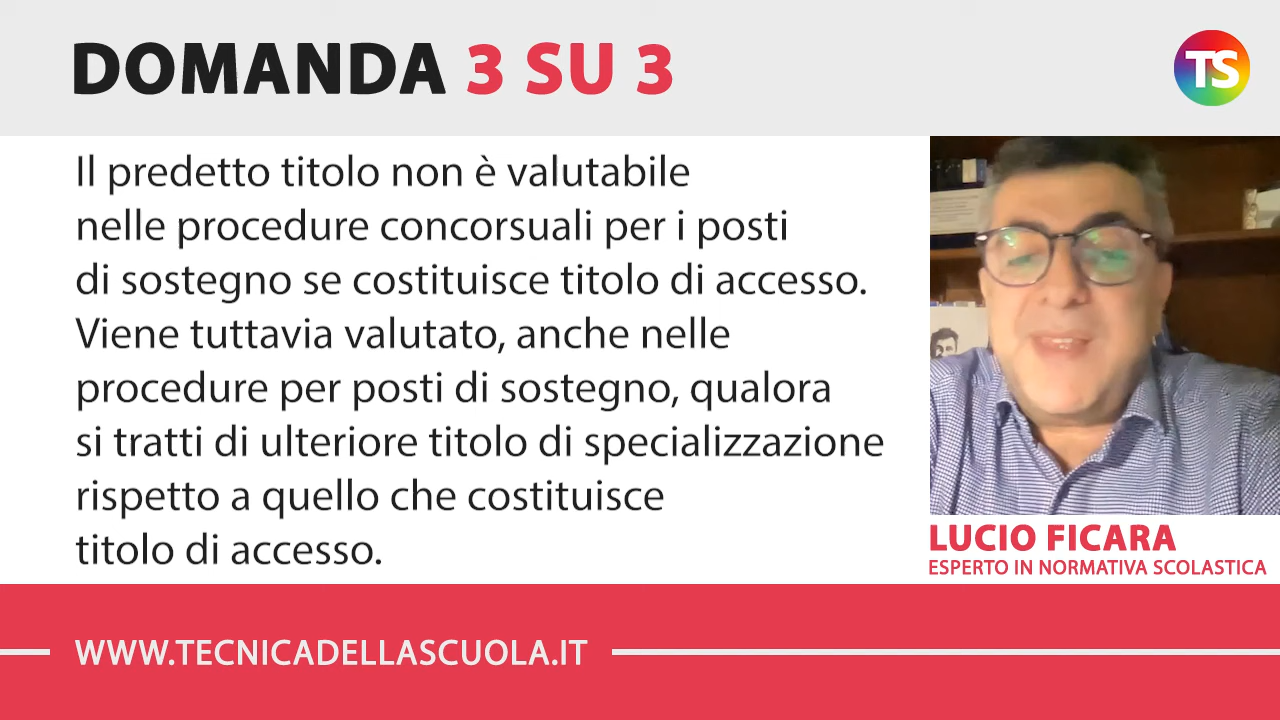 DOMANDA 3 SU 3
TS
Il predetto titolo non è valutabile
nelle procedure concorsuali per i posti
di sostegno se costituisce titolo di accesso.
Viene tuttavia valutato, anche nelle
procedure per posti di sostegno, qualora
si tratti di ulteriore titolo di specializzazione
rispetto a quello che costituisce
titolo di accesso.
LUCIO FICARA
ESPERTO IN NORMATIVA SCOLASTICA
WWW.TECNICADELLASCUOLA.IT